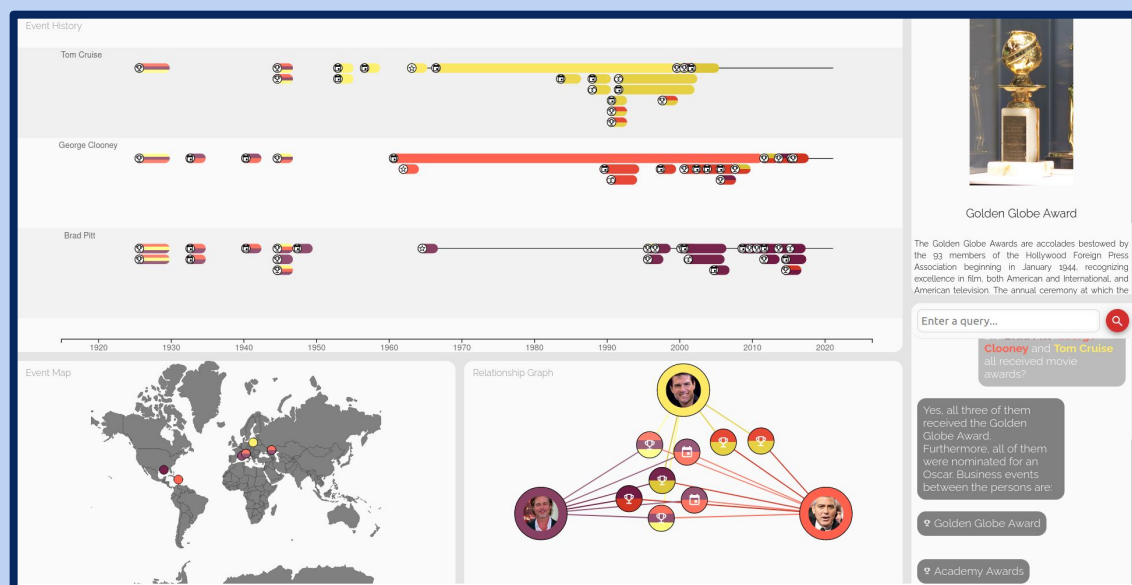 Event History
Tom Cruise
George Clooney
Brad Pitt
1920 1930 1940 1950 1960 1970 1980 1990 2000 2010 2020
Event Map
Relationship Graph
Golden Globe Award
The Golden Globe Awards are accolades bestowed by
the 93 members of the Hollywood Foreign Press
Association beginning in January 1944, recognizing
excellence in film, both American and International, and
American television. The annual ceremony at which the
Enter a query...
Clooney and Tom Cruise
all received movie
awards?
Yes, all three of them
received the Golden
Globe Award.
Furthermore, all of them
were nominated for an
Oscar. Business events
between the persons are:
Golden Globe Award
Academy Awards